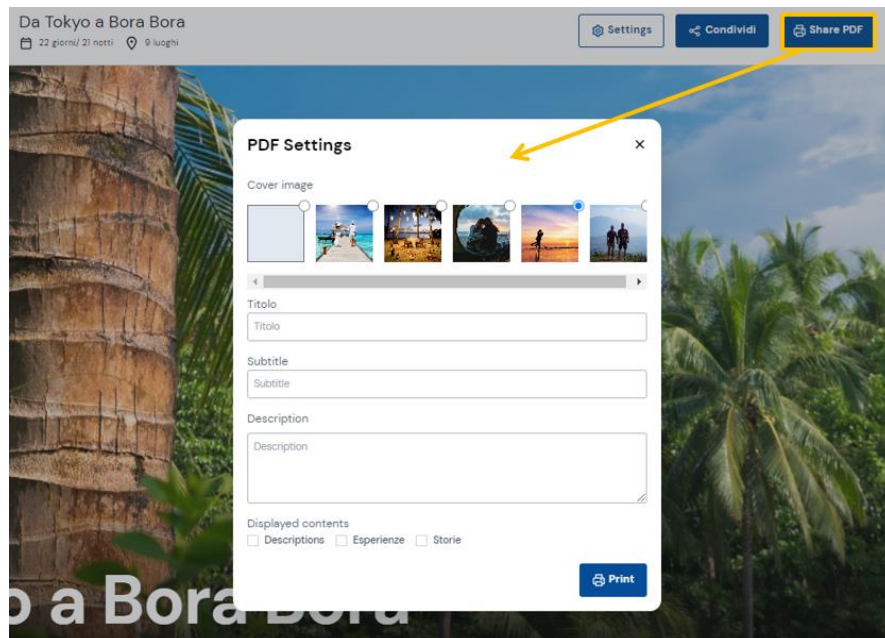 Da Tokyo a Bora Bora
22 giorni/ 21 notti 9 luoghi
Settings
Condividi
Share PDF
PDF Settings
Cover image
Titolo
Titolo
Subtitle
Subtitle
Description
Description
Displayed contents
Descriptions Esperienze Storie
Print
o a Bora Bora